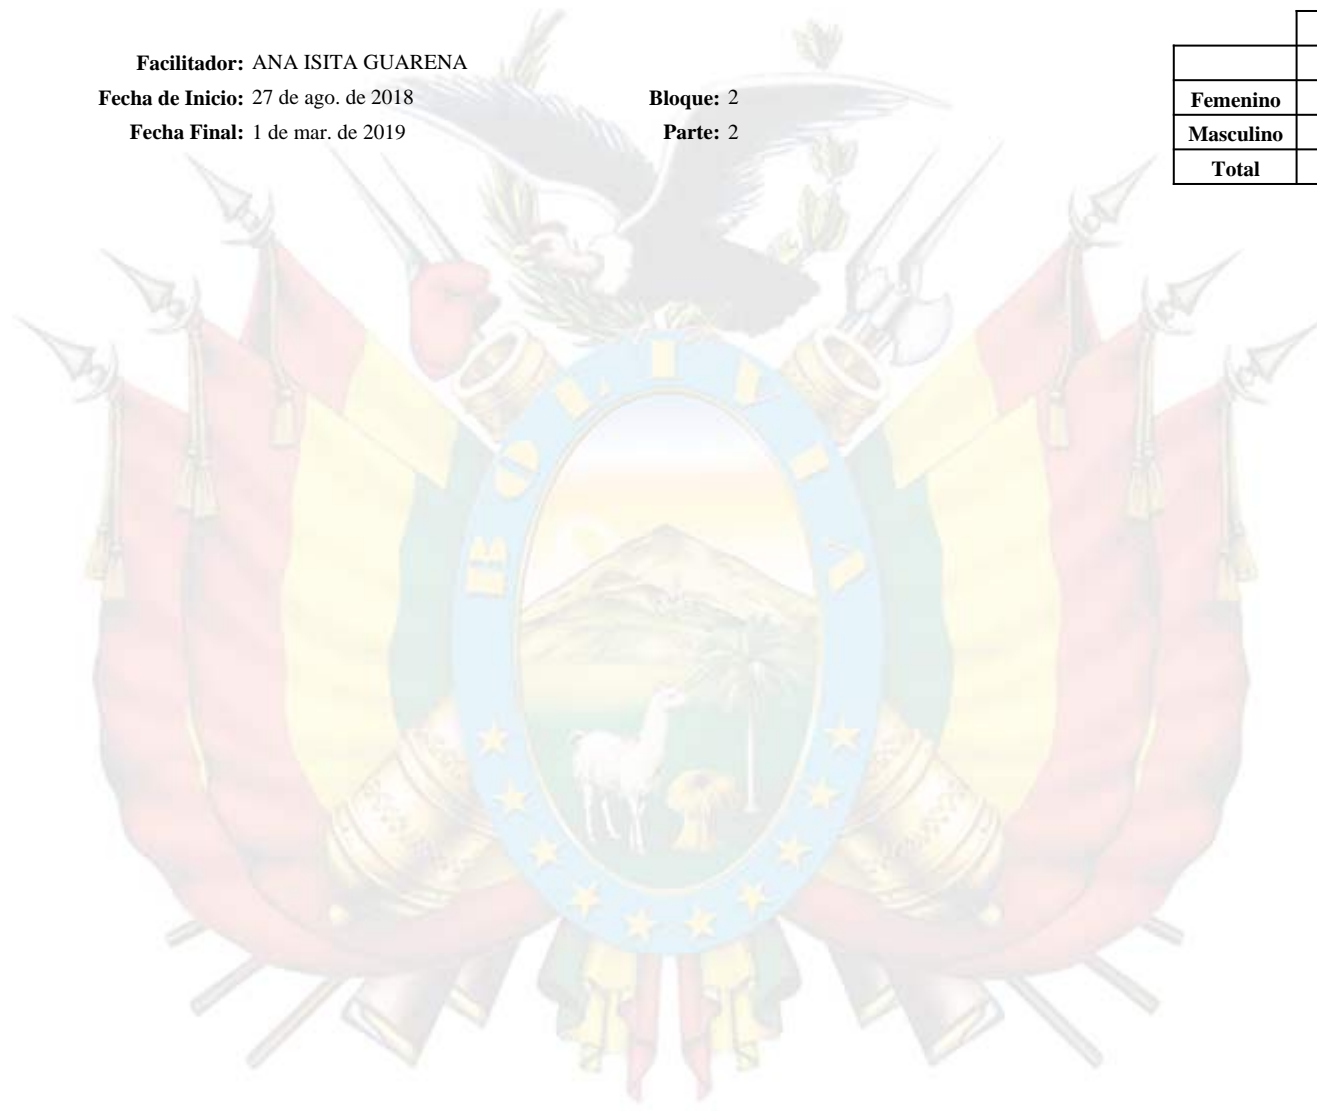 Facilitador: ANA ISITA GUARENA
Fecha de Inicio: 27 de ago. de 2018 Bloque: 2
Fecha Final: 1 de mar. de 2019 Parte: 2
Femenino
Masculino
Total
BOLIVIA